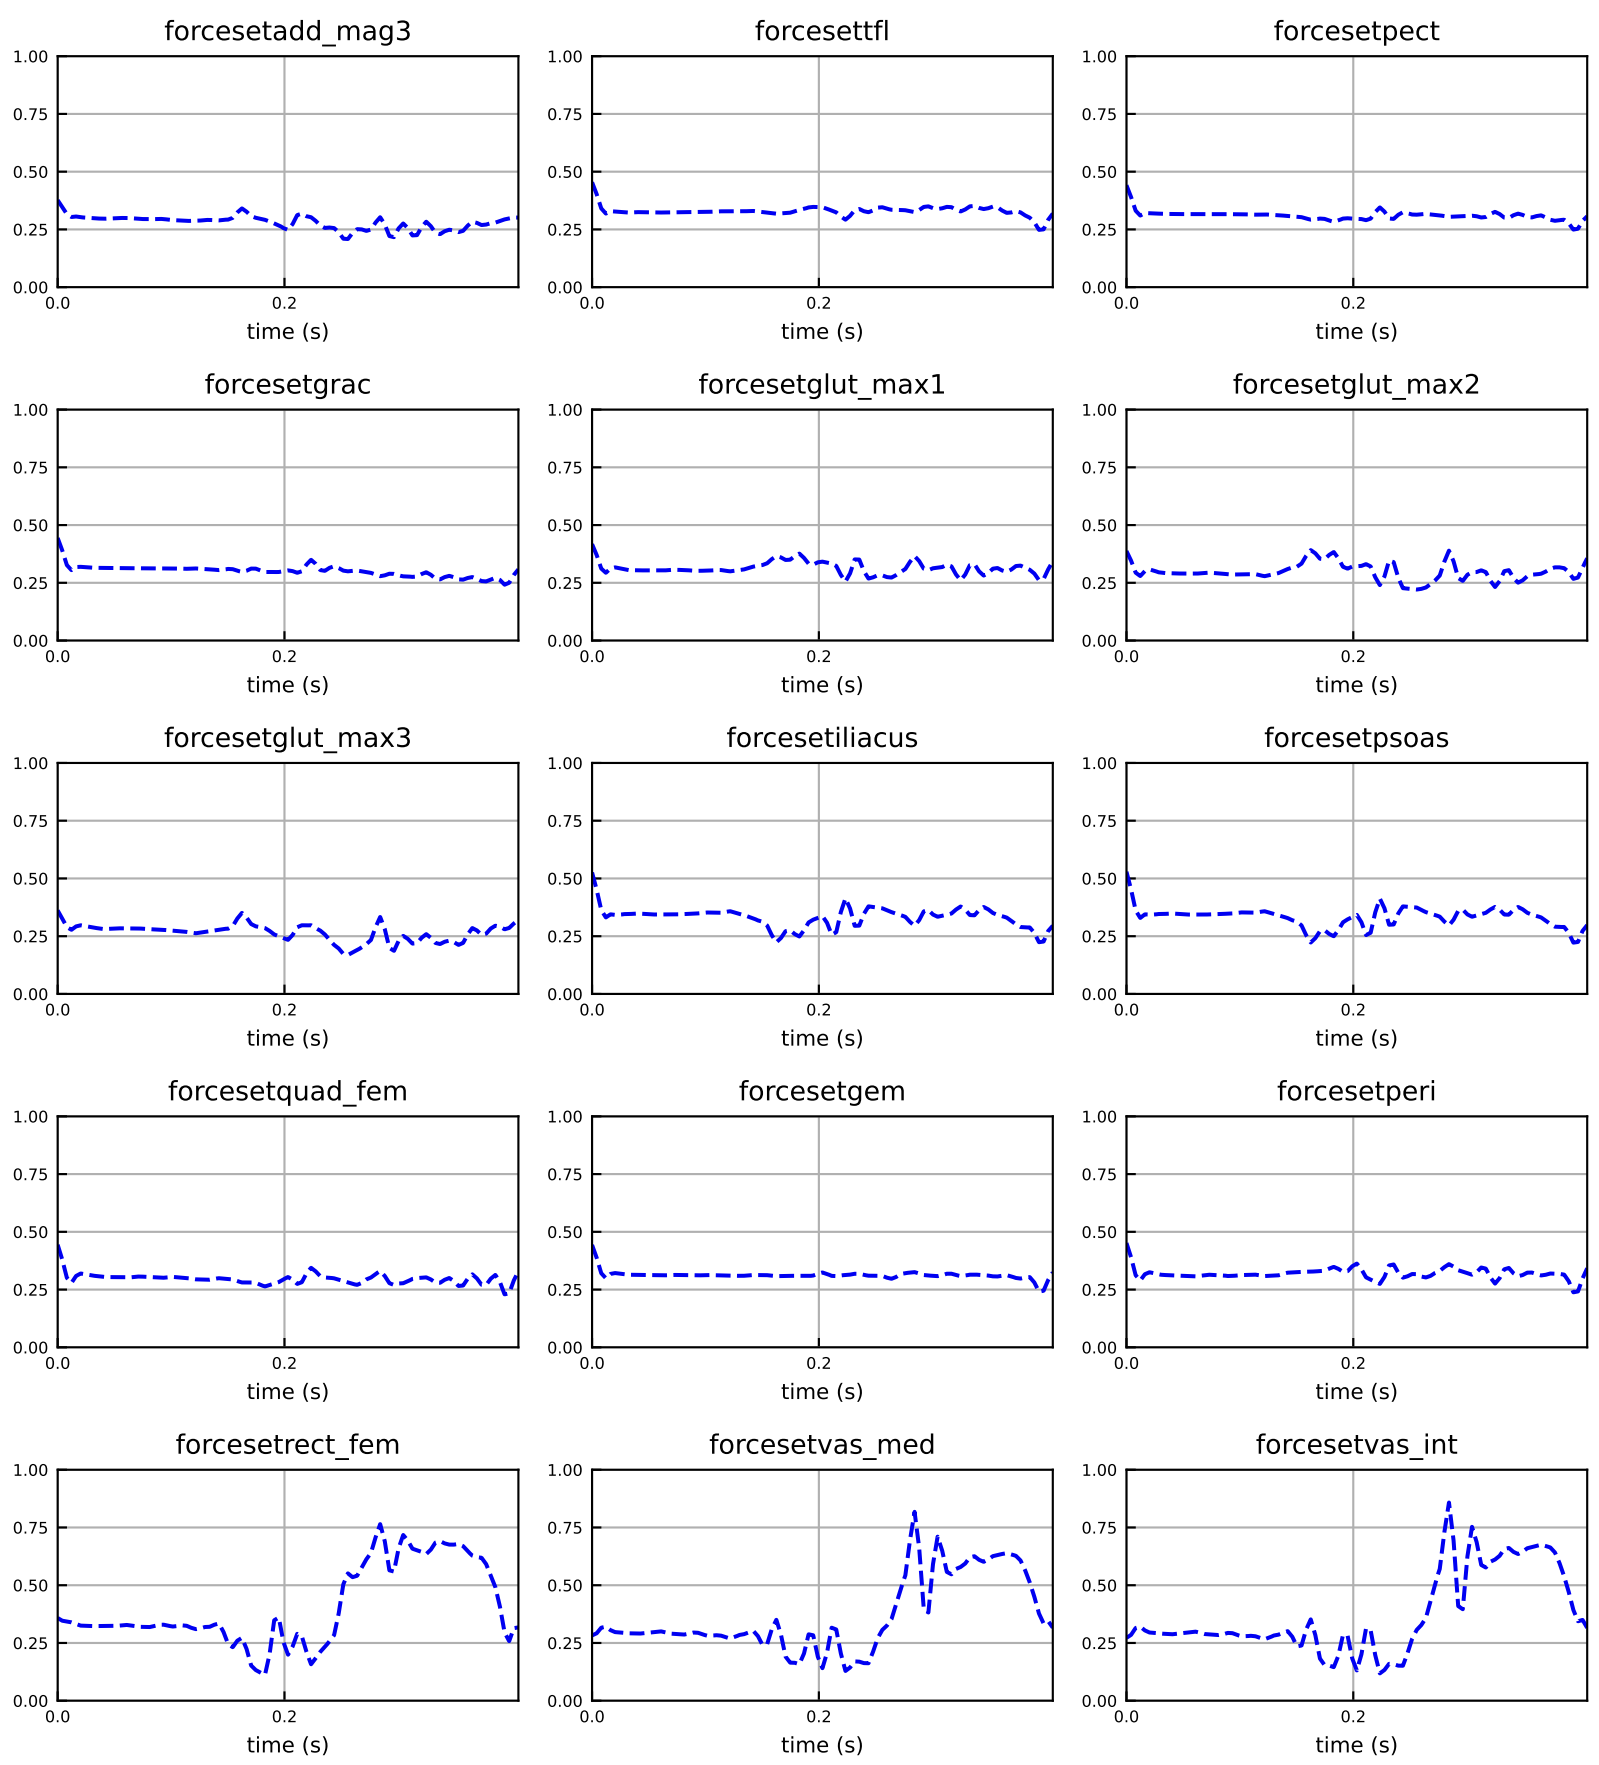 forcesetadd_mag3 forcesettfl forcesetpect
1.00 1.00 1.00
0.75 0.75 0.75
0.50 0.50 0.50
0.25 0.25 0.25
0.00 0.00 0.00
0.0 0.2 0.0 0.2 0.0 0.2
time (s) time (s) time (s)
forcesetgrac forcesetglut_max1 forcesetglut_max2
1.00 1.00 1.00
0.75 0.75 0.75
0.50 0.50 0.50
0.25 0.25 0.25
0.00 0.00 0.00
0.0 0.2 0.0 0.2 0.0 0.2
time (s) time (s) time (s)
forcesetglut_max3 forcesetiliacus forcesetpsoas
1.00 1.00 1.00
0.75 0.75 0.75
0.50 0.50 0.50
0.25 0.25 0.25
0.00 0.00 0.00
0.0 0.2 0.0 0.2 0.0 0.2
time (s) time (s) time (s)
forcesetquad_fem forcesetgem forcesetperi
1.00 1.00 1.00
0.75 0.75 0.75
0.50 0.50 0.50
0.25 0.25 0.25
0.00 0.00 0.00
0.0 0.2 0.0 0.2 0.0 0.2
time (s) time (s) time (s)
forcesetrect_fem forcesetvas_med forcesetvas_int
1.00 1.00 1.00
0.75 0.75 0.75
0.50 0.50 0.50
0.25 0.25 0.25
0.00 0.00 0.00
0.0 0.2 0.0 0.2 0.0 0.2
time (s) time (s) time (s)